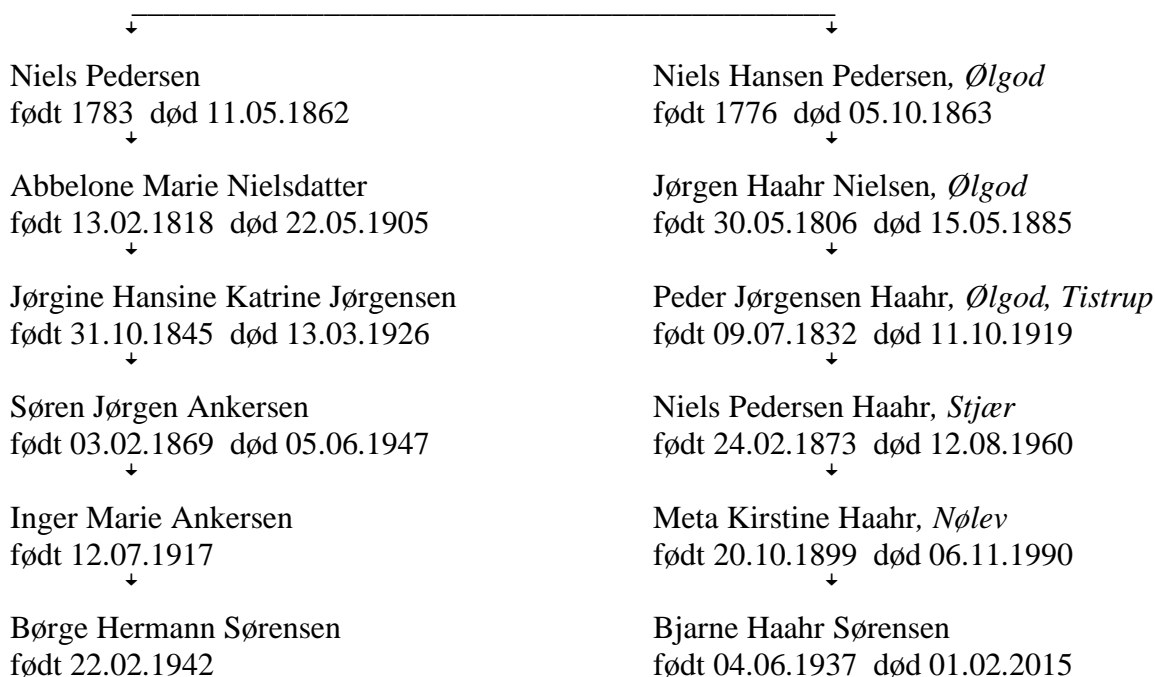 Niels Pedersen
født 1783 død 11.05.1862
Abbelone Marie Nielsdatter
født 13.02.1818 død 22.05.1905
Jørgine Hansine Katrine Jørgensen
født 31.10.1845 død 13.03.1926
Søren Jørgen Ankersen
født 03.02.1869 død 05.06.1947
Inger Marie Ankersen
født 12.07.1917
Børge Hermann Sørensen
født 22.02.1942
Niels Hansen Pedersen, Ølgod
født 1776 død 05.10.1863
Jørgen Haahr Nielsen, Ølgod
født 30.05.1806 død 15.05.1885
Peder Jørgensen Haahr, Ølgod, Tistrup
født 09.07.1832 død 11.10.1919
Niels Pedersen Haahr, Stjær
født 24.02.1873 død 12.08.1960
Meta Kirstine Haahr, Nølev
født 20.10.1899 død 06.11.1990
Bjarne Haahr Sørensen
født 04.06.1937 død 01.02.2015